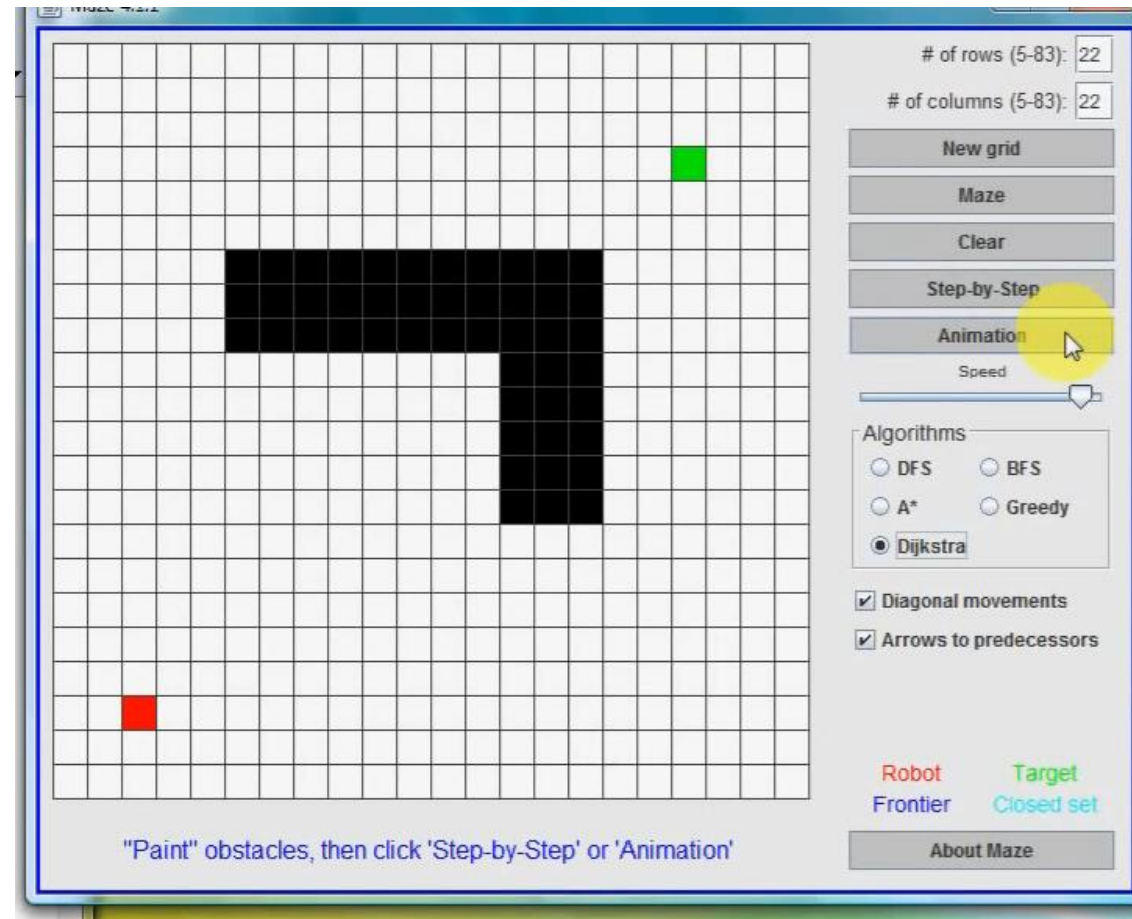 # of rows (5-83): 22
# of columns (5-83): 22
New grid
Maze
Clear
Step-by-Step
Animation
Speed
Algorithms
DFS BFS
A* Greedy
Dijkstra
Diagonal movements
Arrows to predecessors
Robot Target
Frontier Closed set
"Paint" obstacles, then click 'Step-by-Step' or 'Animation'
About Maze